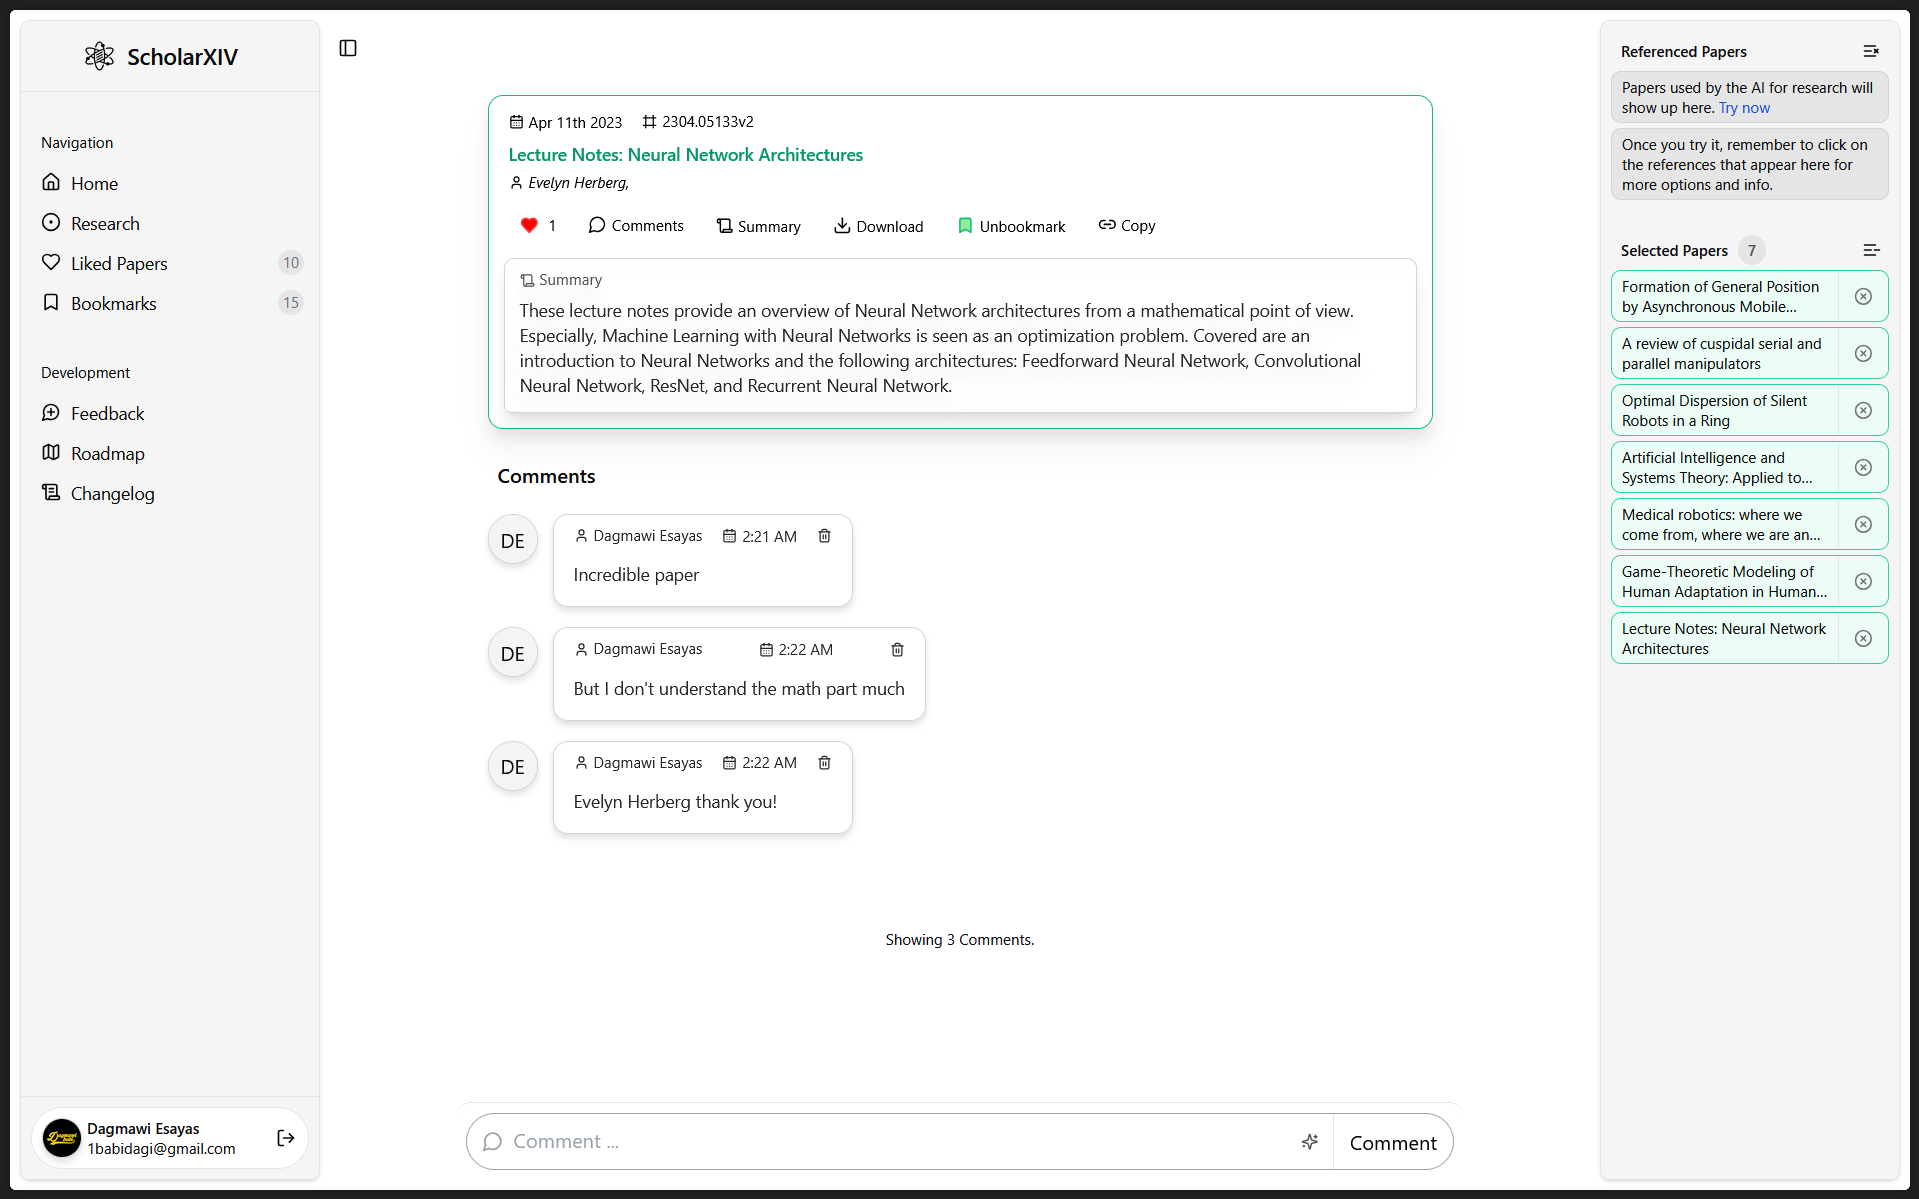 ScholarXIV
Navigation
Home
Research
Liked Papers 10
Bookmarks 15
Development
Feedback
Roadmap
Changelog
Dagmawi Esayas
1babidagi@gmail.com
Apr 11th 2023 2304.05133v2
Lecture Notes: Neural Network Architectures
Evelyn Herberg,
1 Comments Summary Download Unbookmark Copy
Summary
These lecture notes provide an overview of Neural Network architectures from a mathematical point of view.
Especially, Machine Learning with Neural Networks is seen as an optimization problem. Covered are an
introduction to Neural Networks and the following architectures: Feedforward Neural Network, Convolutional
Neural Network, ResNet, and Recurrent Neural Network.
Comments
DE
Dagmawi Esayas 2:21 AM
Incredible paper
DE
Dagmawi Esayas 2:22 AM
But I don't understand the math part much
DE
Dagmawi Esayas 2:22 AM
Evelyn Herberg thank you!
Showing 3 Comments.
Comment ...
Comment
Referenced Papers
Papers used by the AI for research will
show up here. Try now
Once you try it, remember to click on
the references that appear here for
more options and info.
Selected Papers 7
Formation of General Position
by Asynchronous Mobile...
A review of cuspidal serial and
parallel manipulators
Optimal Dispersion of Silent
Robots in a Ring
Artificial Intelligence and
Systems Theory: Applied to...
Medical robotics: where we
come from, where we are an...
Game-Theoretic Modeling of
Human Adaptation in Human...
Lecture Notes: Neural Network
Architectures